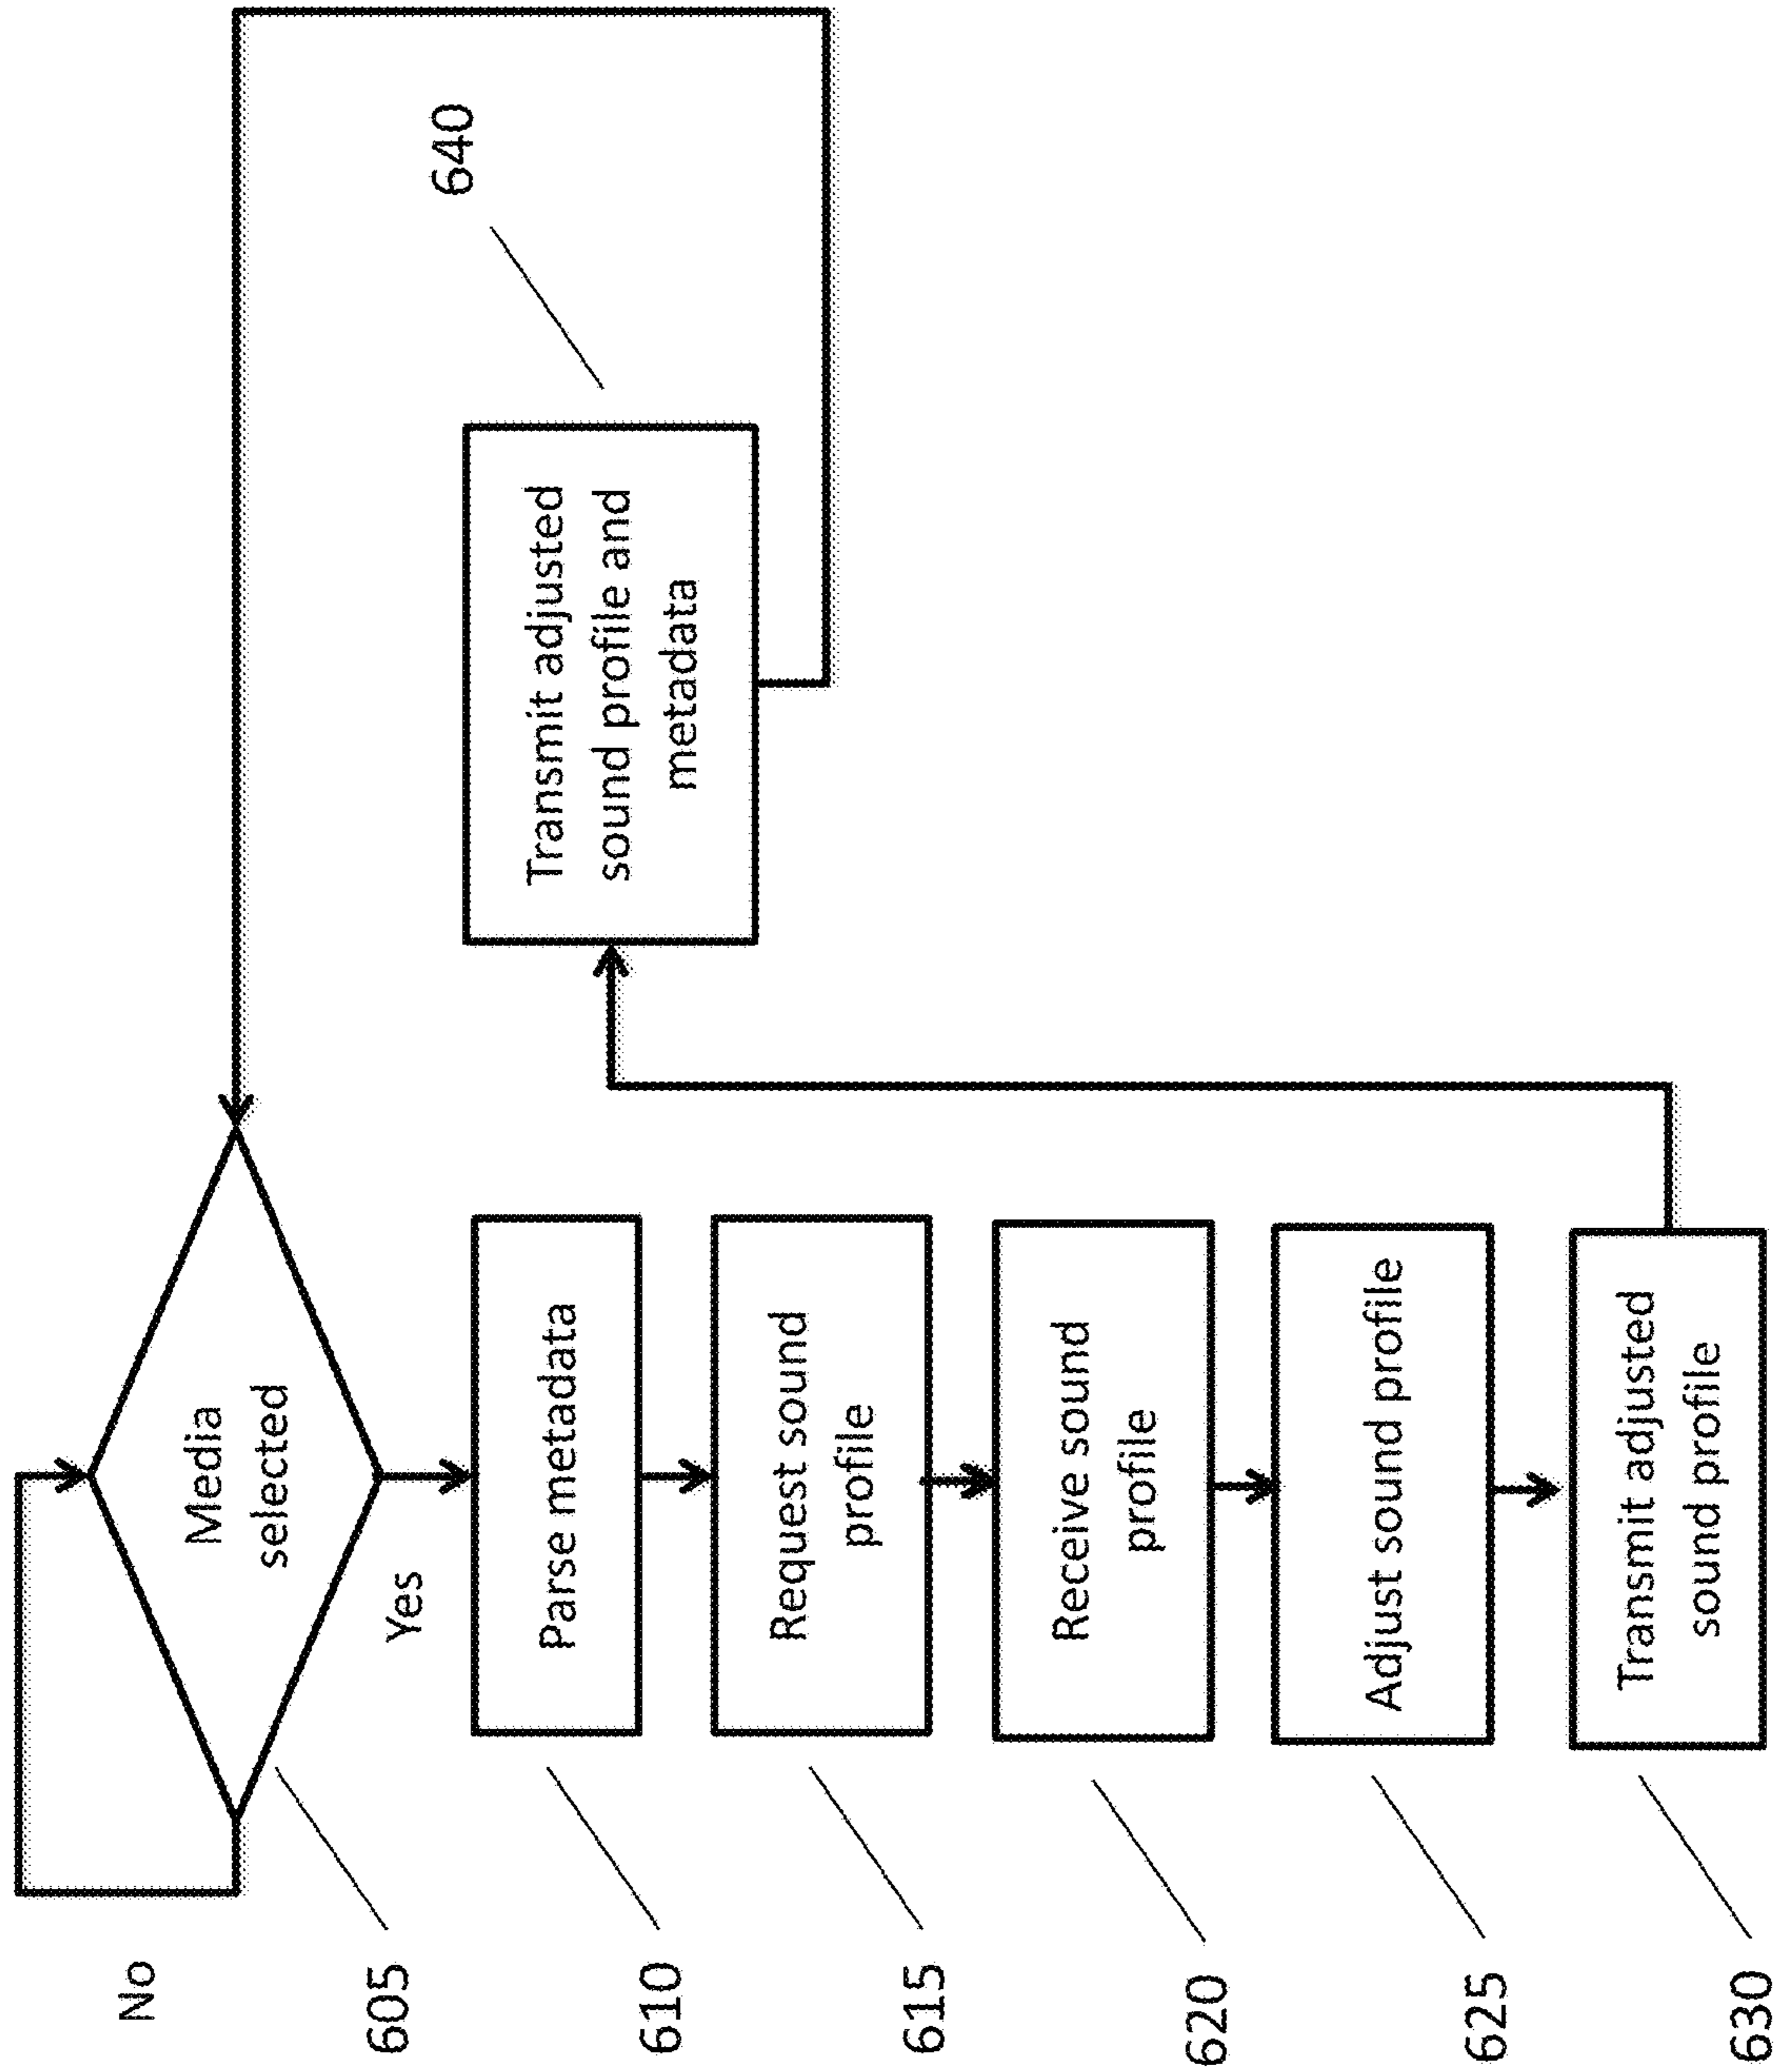 No
Media
selected
605
Yes
Parse metadata
610
Request sound
profile
615
Receive sound
profile
620
Adjust sound profile
625
Transmit adjusted
sound profile
630
Transmit adjusted
sound profile and
metadata
640